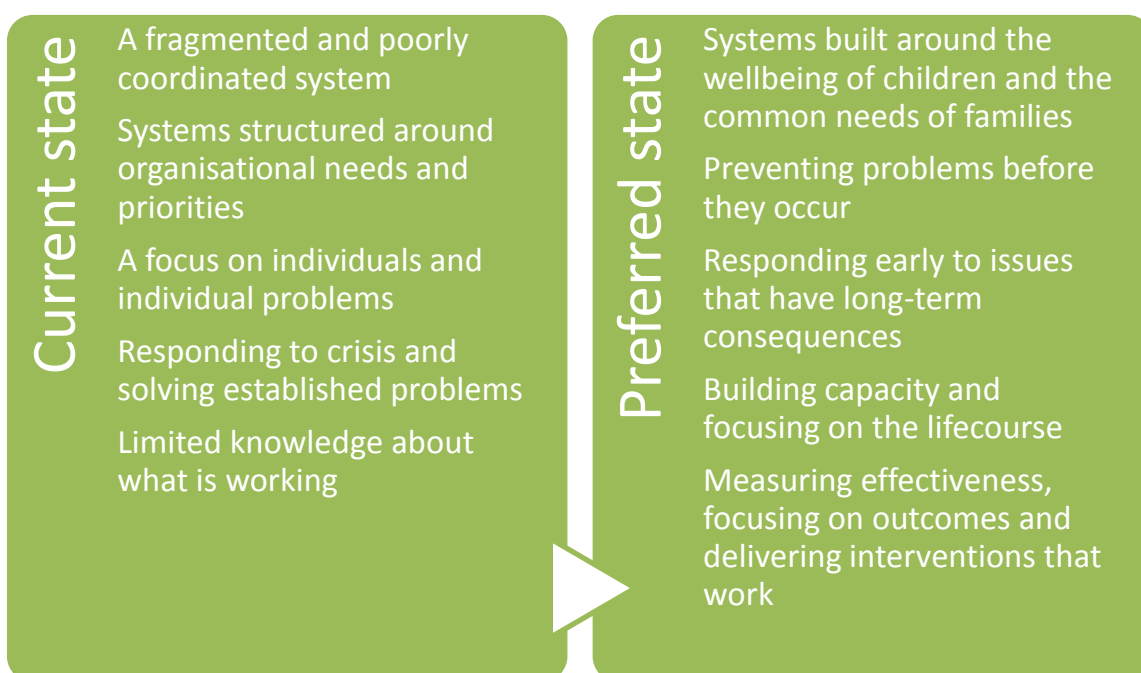 Current state
A fragmented and poorly
coordinated system
Systems structured around
organisational needs and
priorities
A focus on individuals and
individual problems
Responding to crisis and
solving established problems
Limited knowledge about
what is working
Preferred state
Systems built around the
wellbeing of children and the
common needs of families
Preventing problems before
they occur
Responding early to issues
that have long-term
consequences
Building capacity and
focusing on the lifecourse
Measuring effectiveness,
focusing on outcomes and
delivering interventions that
work